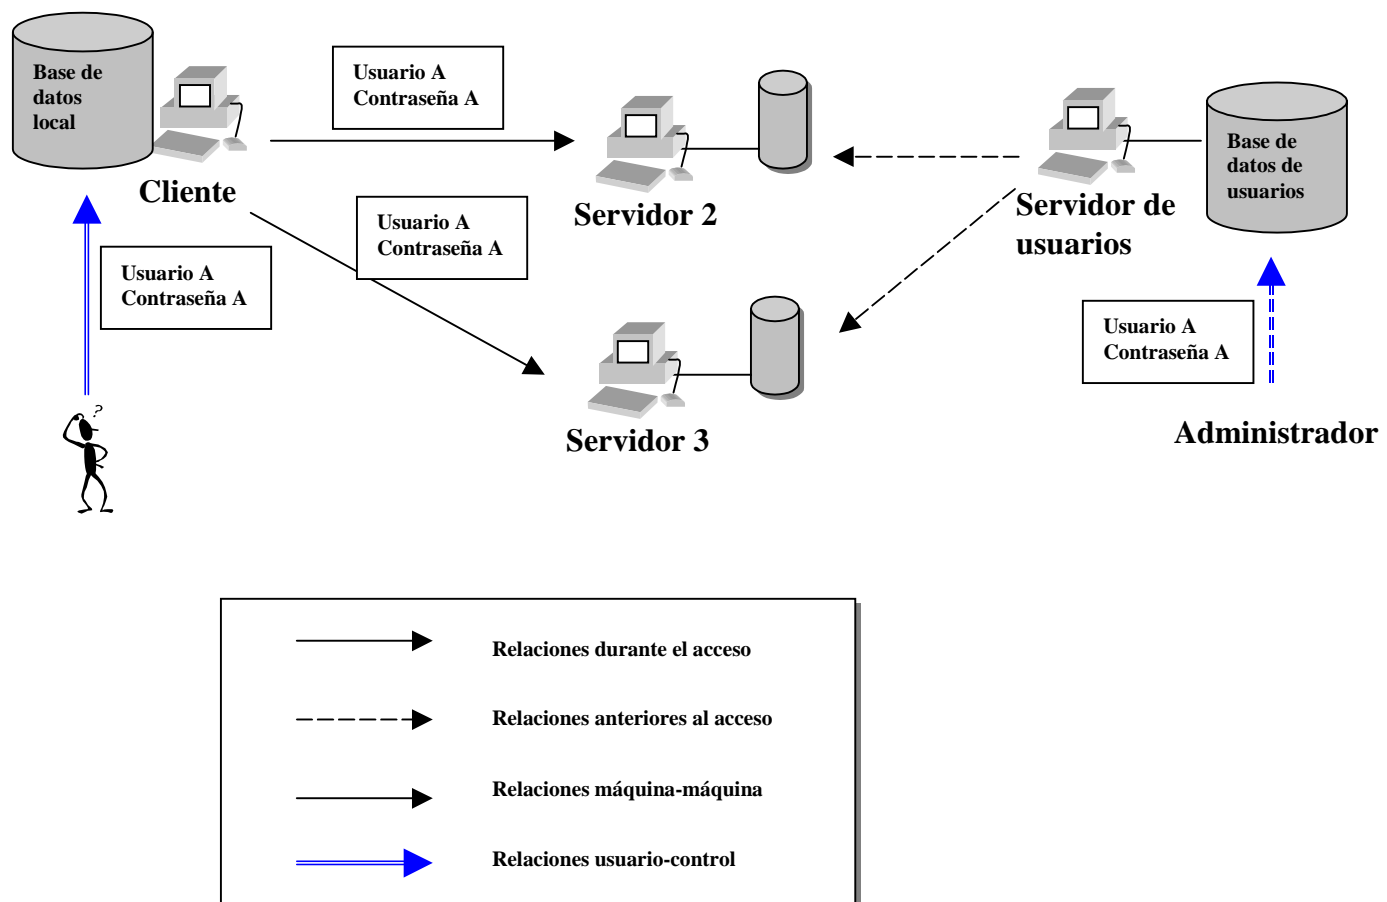 Base de
datos
local
Usuario A
Contraseña A
Cliente
Usuario A
Contraseña A
Usuario A
Contraseña A
?
Servidor 2
Servidor 3
Servidor de
usuarios
Base de
datos de
usuarios
Usuario A
Contraseña A
Administrador
Relaciones durante el acceso
Relaciones anteriores al acceso
Relaciones máquina-máquina
Relaciones usuario-control